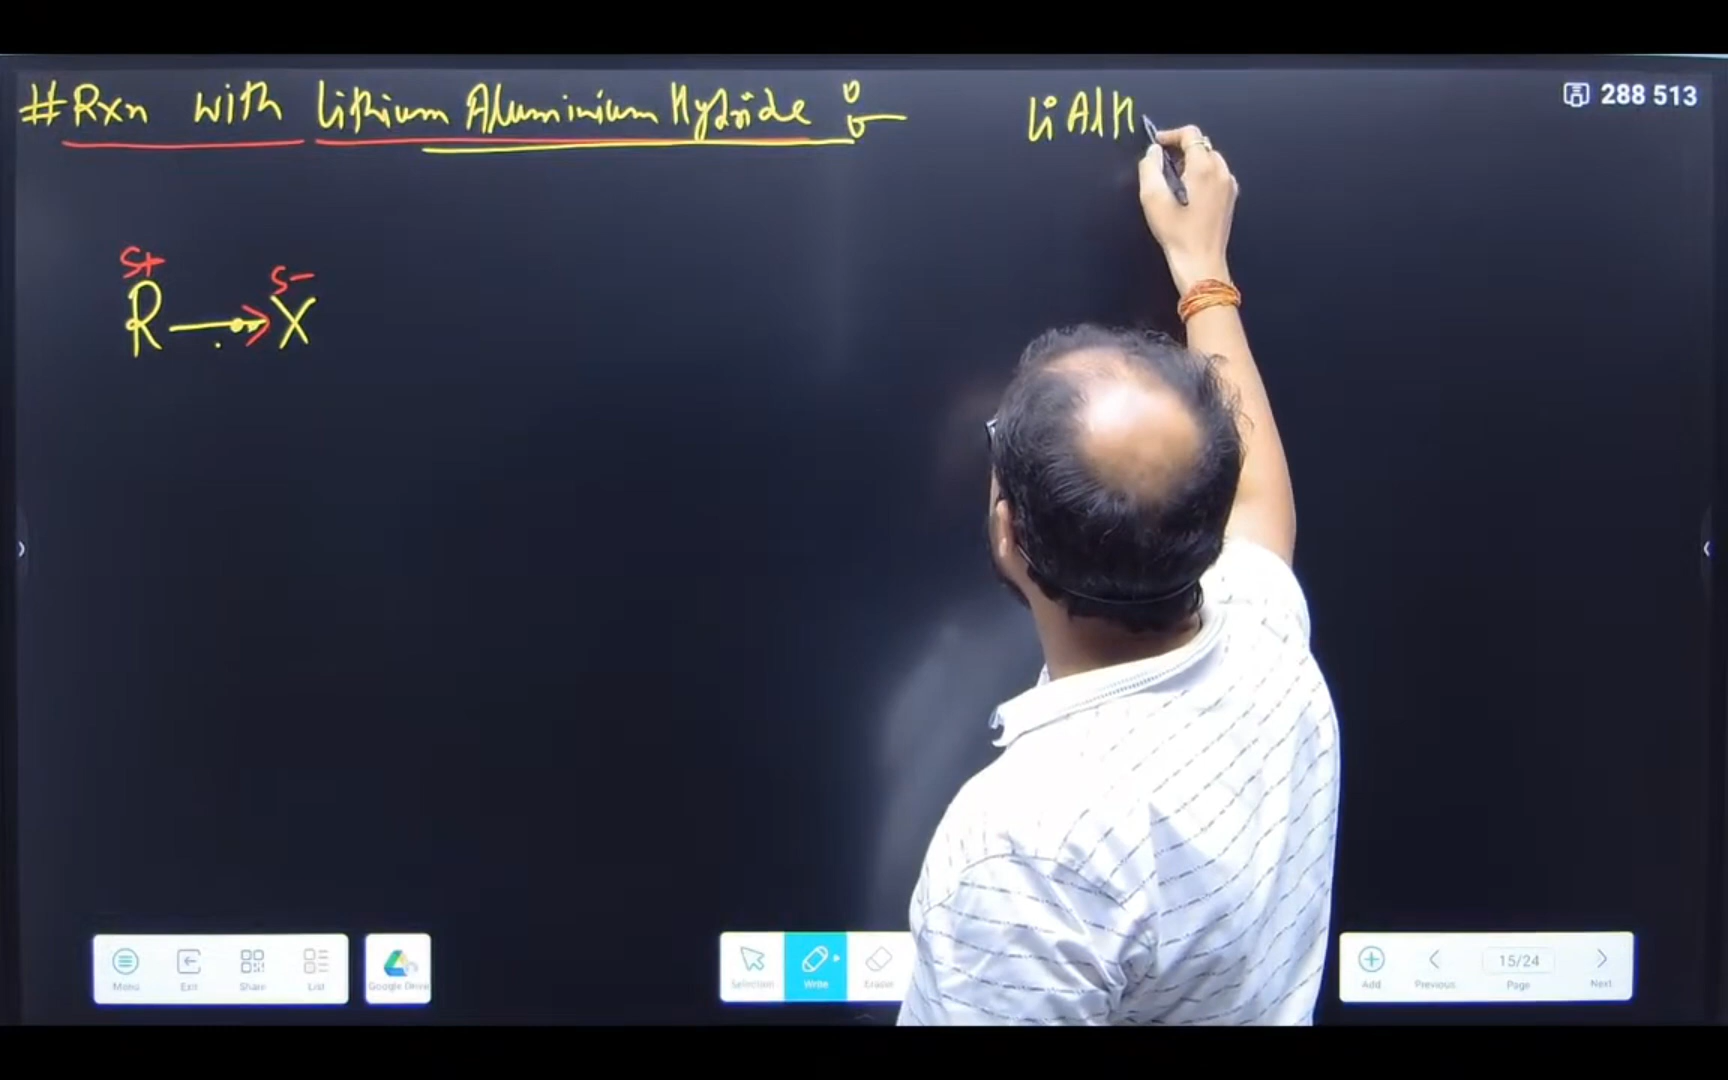 #Rxn with Lithium Aluminium Hydride :-
LiAlH
288 513
δ+ δ-
R → X
Menu Exit Share List Google Drive
Selection Write Eraser
Add Previous 15/24 Page Next